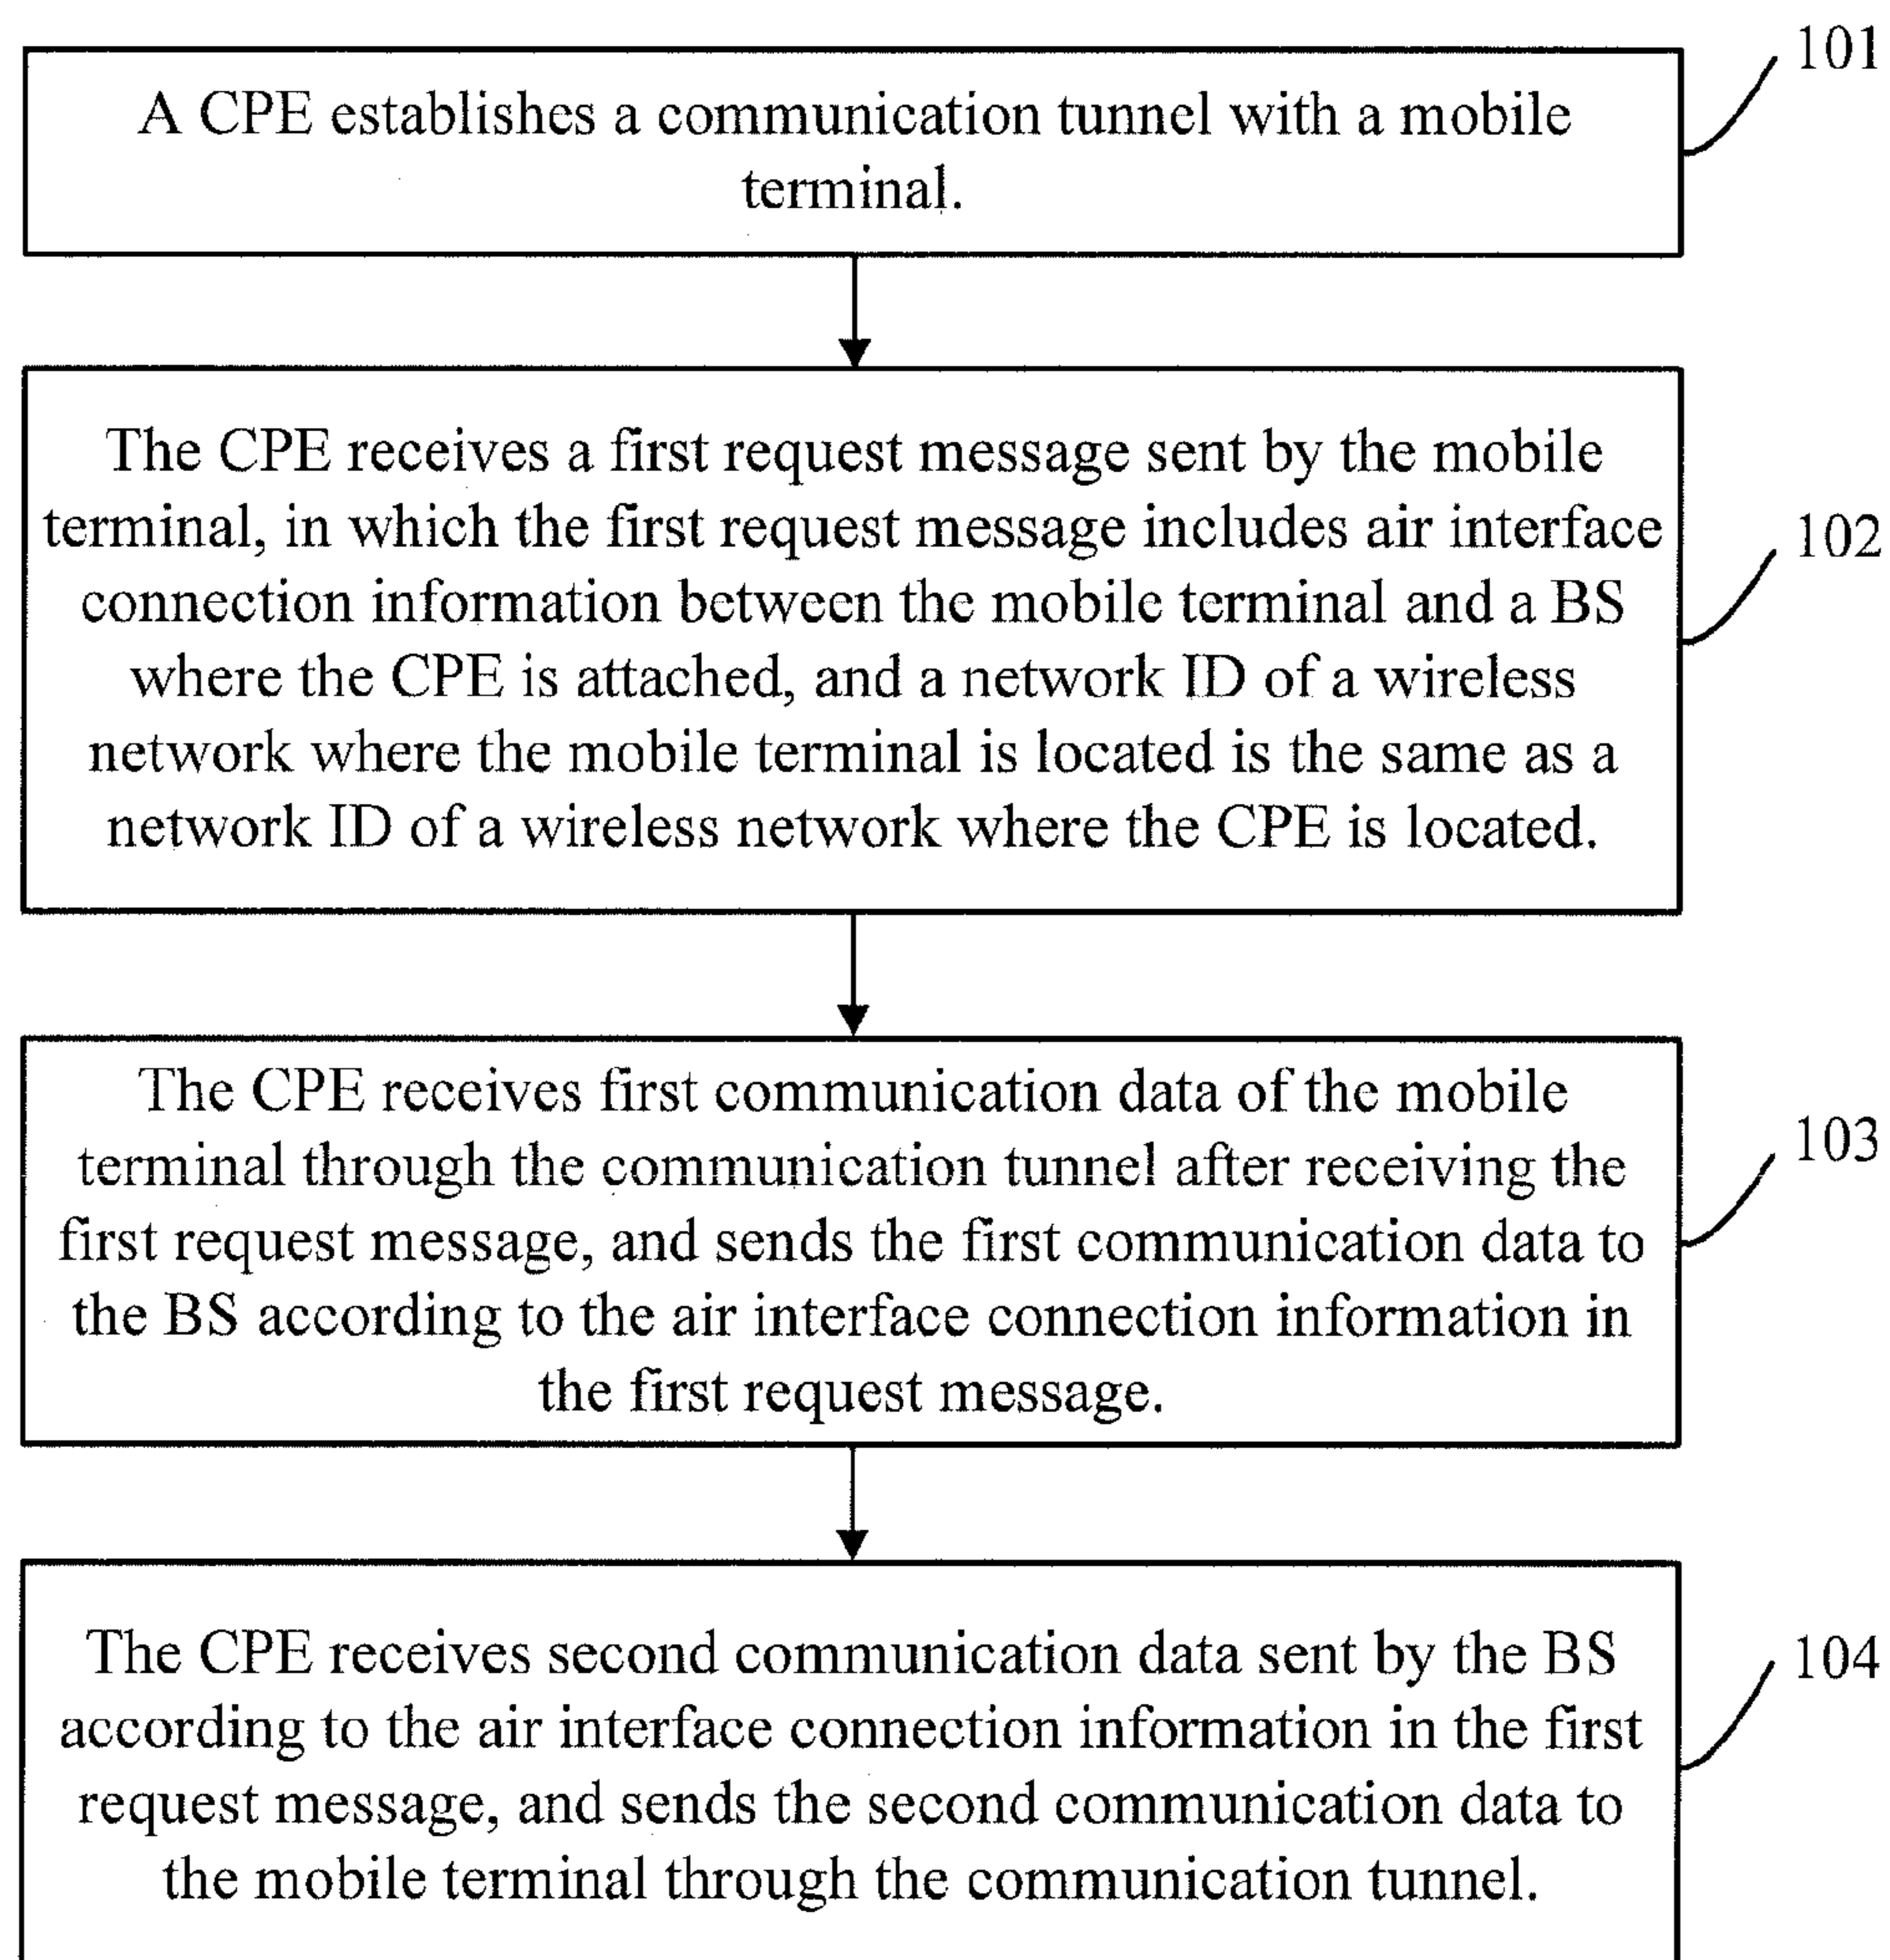 101
A CPE establishes a communication tunnel with a mobile
terminal.
The CPE receives a first request message sent by the mobile
terminal, in which the first request message includes air interface
connection information between the mobile terminal and a BS
where the CPE is attached, and a network ID of a wireless
network where the mobile terminal is located is the same as a
network ID of a wireless network where the CPE is located.
102
The CPE receives first communication data of the mobile
terminal through the communication tunnel after receiving the
first request message, and sends the first communication data to
the BS according to the air interface connection information in
the first request message.
103
The CPE receives second communication data sent by the BS
according to the air interface connection information in the first
request message, and sends the second communication data to
the mobile terminal through the communication tunnel.
104